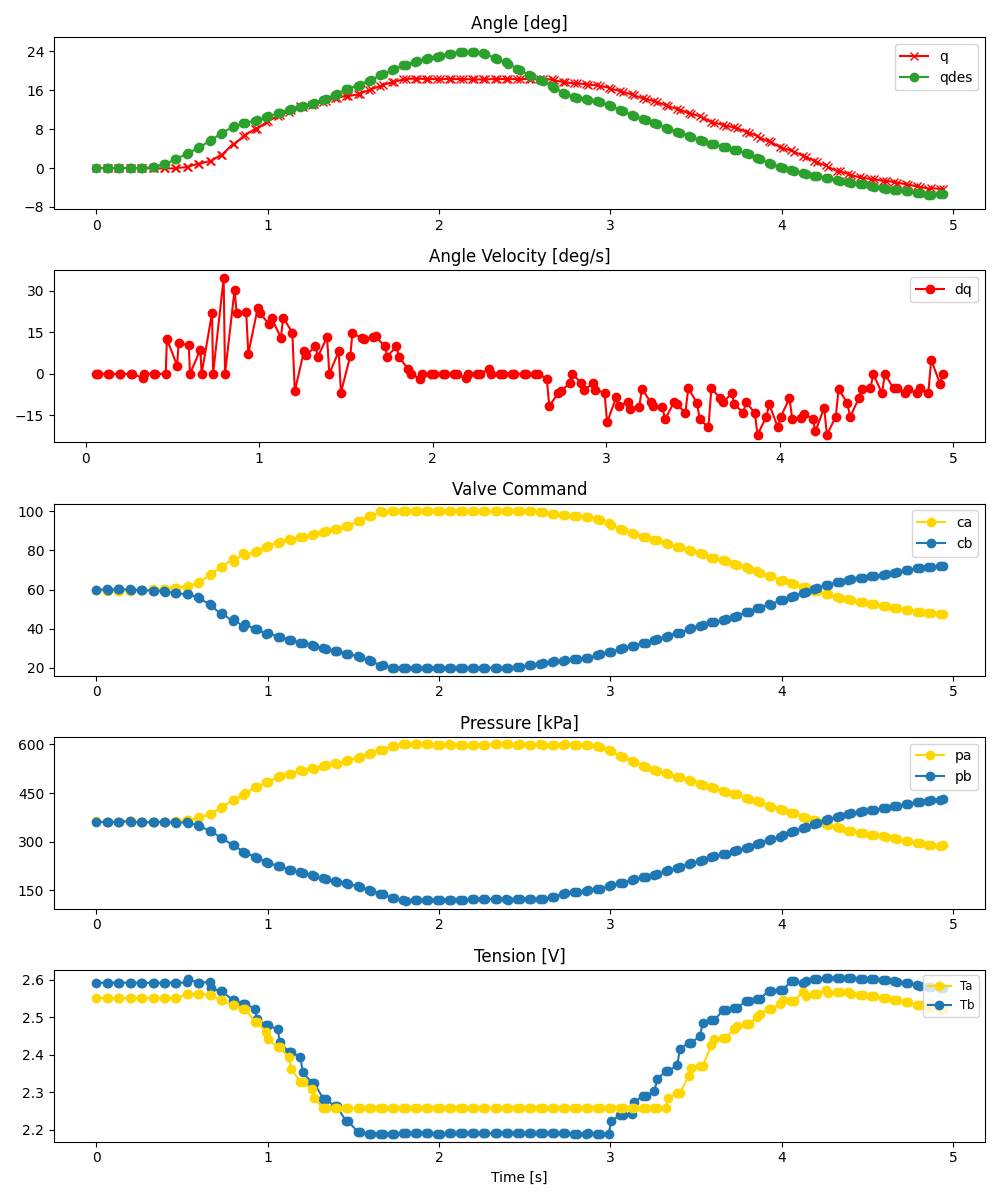 Angle [deg]
24
16
8
0
−8
q
qdes
0 1 2 3 4 5
Angle Velocity [deg/s]
30
15
0
−15
dq
0 1 2 3 4 5
Valve Command
100
80
60
40
20
ca
cb
0 1 2 3 4 5
Pressure [kPa]
600
450
300
150
pa
pb
0 1 2 3 4 5
Tension [V]
2.6
2.5
2.4
2.3
2.2
Ta
Tb
0 1 2 3 4 5
Time [s]